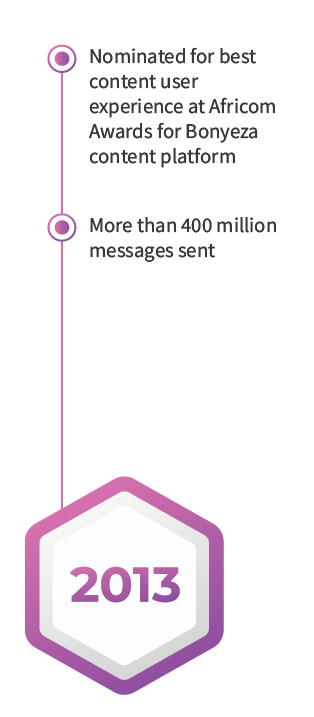 Nominated for best
content user
experience at Africom
Awards for Bonyeza
content platform
More than 400 million
messages sent
2013